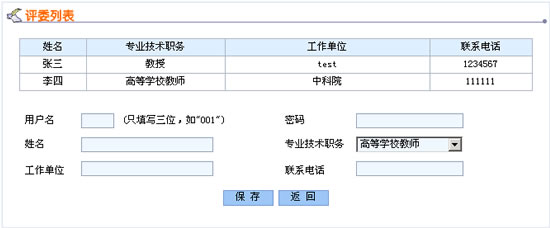 评委列表
姓名 专业技术职务 工作单位 联系电话
张三 教授 test 1234567
李四 高等学校教师 中科院 111111
用户名 (只填写三位,如"001") 密码
姓名 专业技术职务 高等学校教师
工作单位 联系电话
保 存 返 回